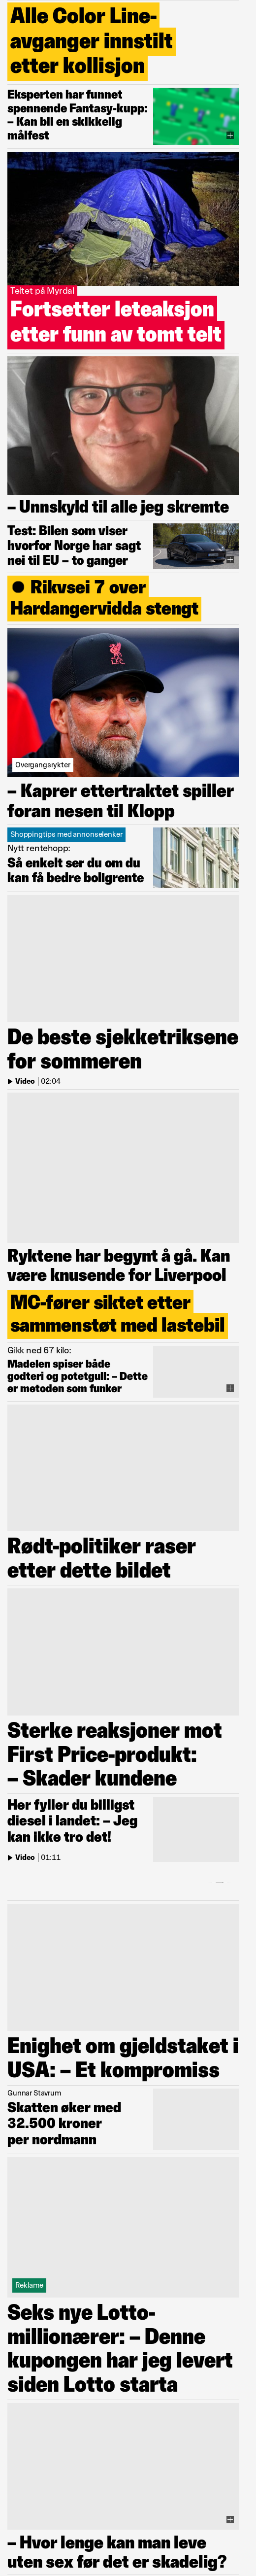 Alle Color Line-
avganger innstilt
etter kollisjon
Eksperten har funnet
spennende Fantasy-kupp:
– Kan bli en skikkelig
målfest
Teltet på Myrdal
Fortsetter leteaksjon
etter funn av tomt telt
– Unnskyld til alle jeg skremte
Test: Bilen som viser
hvorfor Norge har sagt
nei til EU – to ganger
● Rikvsei 7 over
Hardangervidda stengt
L.F.C.
Overgangsrykter
– Kaprer ettertraktet spiller
foran nesen til Klopp
Shoppingtips med annonselenker
Nytt rentehopp:
Så enkelt ser du om du
kan få bedre boligrente
De beste sjekketriksene
for sommeren
Video | 02:04
Ryktene har begynt å gå. Kan
være knusende for Liverpool
MC-fører siktet etter
sammenstøt med lastebil
Gikk ned 67 kilo:
Madelen spiser både
godteri og potetgull: – Dette
er metoden som funker
Rødt-politiker raser
etter dette bildet
Sterke reaksjoner mot
First Price-produkt:
– Skader kundene
Her fyller du billigst
diesel i landet: – Jeg
kan ikke tro det!
Video | 01:11
Enighet om gjeldstaket i
USA: – Et kompromiss
Gunnar Stavrum
Skatten øker med
32.500 kroner
per nordmann
Reklame
Seks nye Lotto-
millionærer: – Denne
kupongen har jeg levert
siden Lotto starta
– Hvor lenge kan man leve
uten sex før det er skadelig?